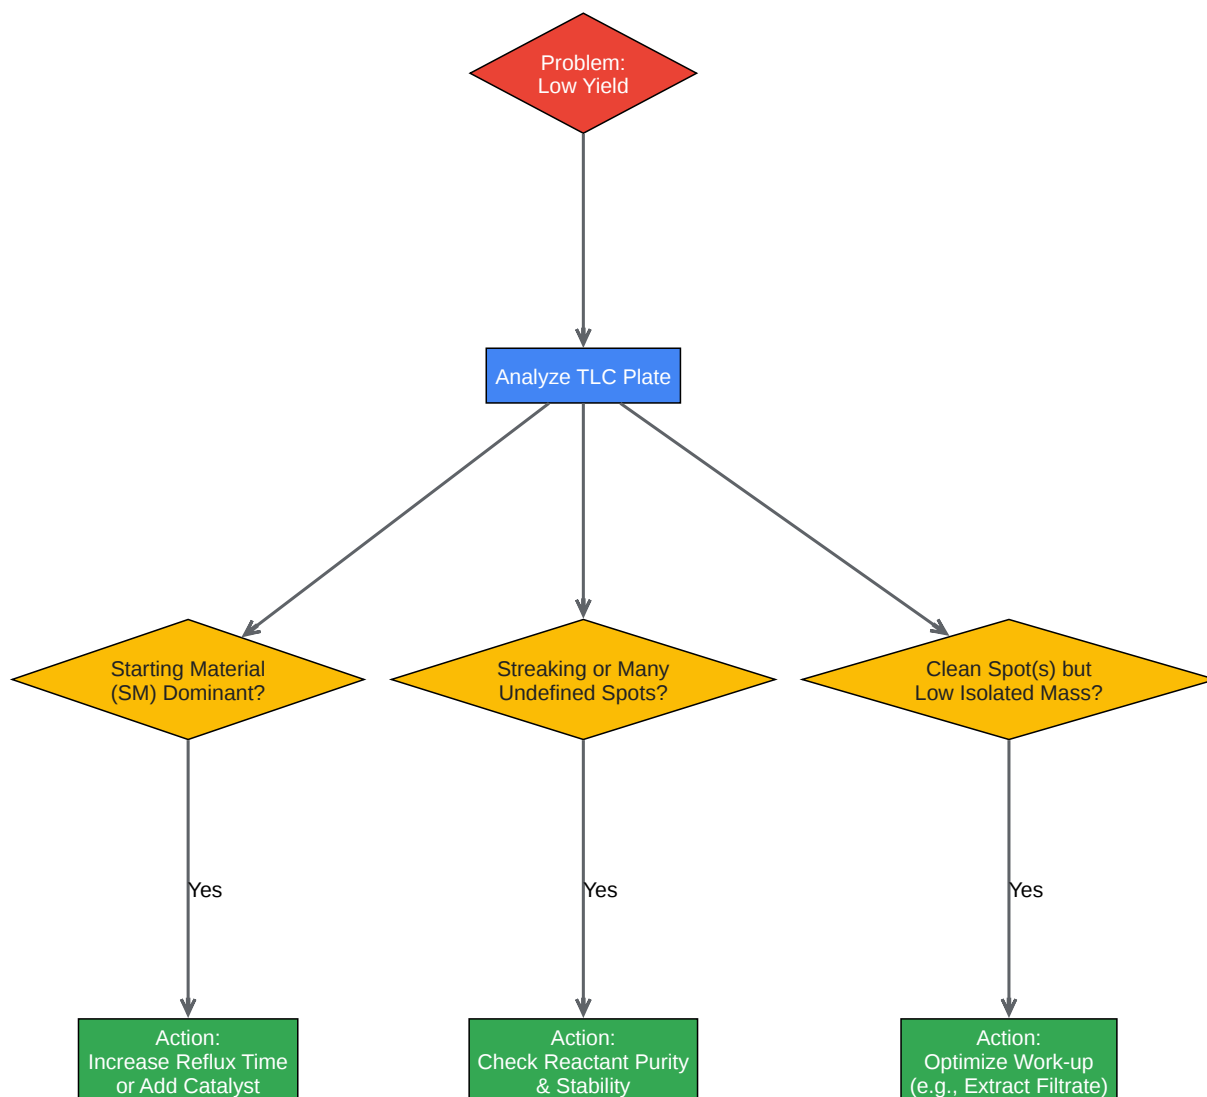 Problem:
Low Yield
Analyze TLC Plate
Starting Material
(SM) Dominant?
Streaking or Many
Undefined Spots?
Clean Spot(s) but
Low Isolated Mass?
Yes
Yes
Yes
Action:
Increase Reflux Time
or Add Catalyst
Action:
Check Reactant Purity
& Stability
Action:
Optimize Work-up
(e.g., Extract Filtrate)